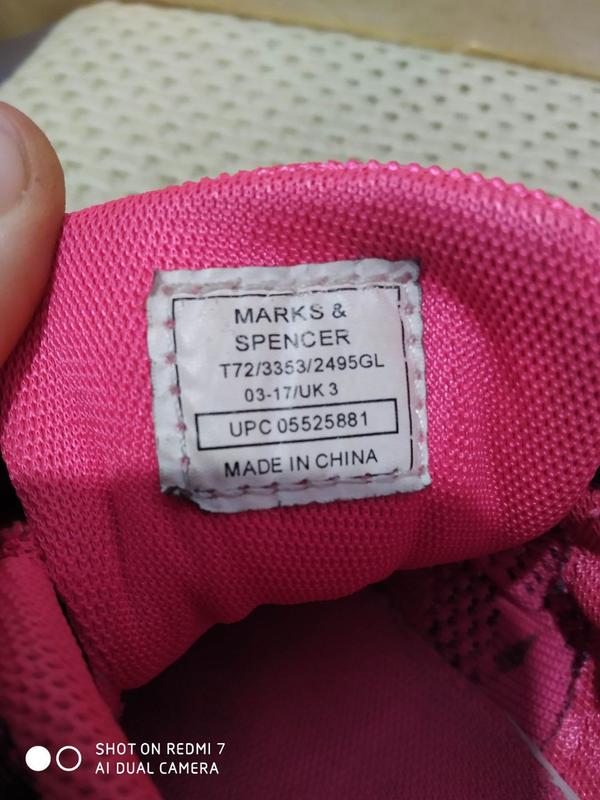 MARKS &
SPENCER
T72/3353/2495GL
03-17/UK 3
UPC 05525881
MADE IN CHINA
SHOT ON REDMI 7
AI DUAL CAMERA